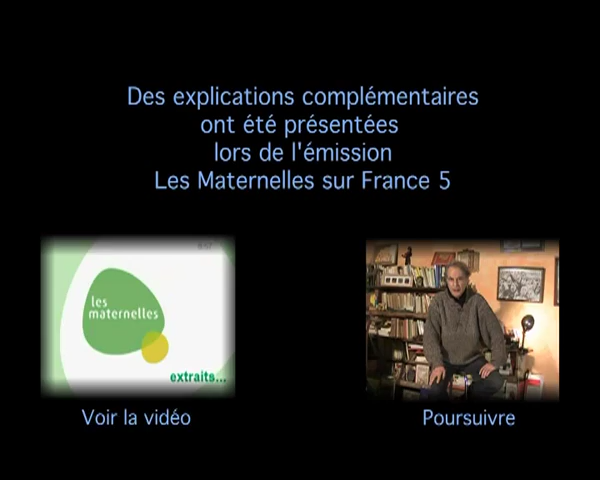 Des explications complémentaires
ont été présentées
lors de l'émission
Les Maternelles sur France 5
les
maternelles
extraits...
Voir la vidéo
Poursuivre